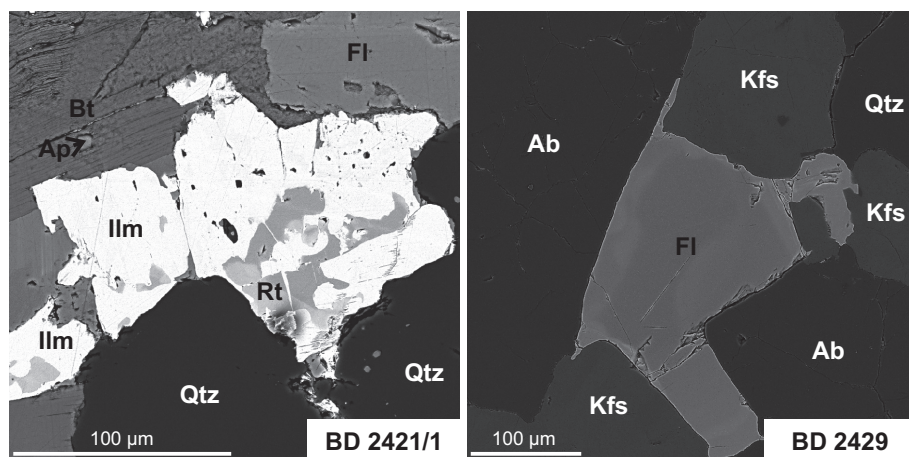 Fl
Bt
Ap
Ilm
Rt
Ilm
Qtz
Qtz
100 µm
BD 2421/1
Kfs
Qtz
Ab
Kfs
Fl
Ab
Kfs
100 µm
BD 2429